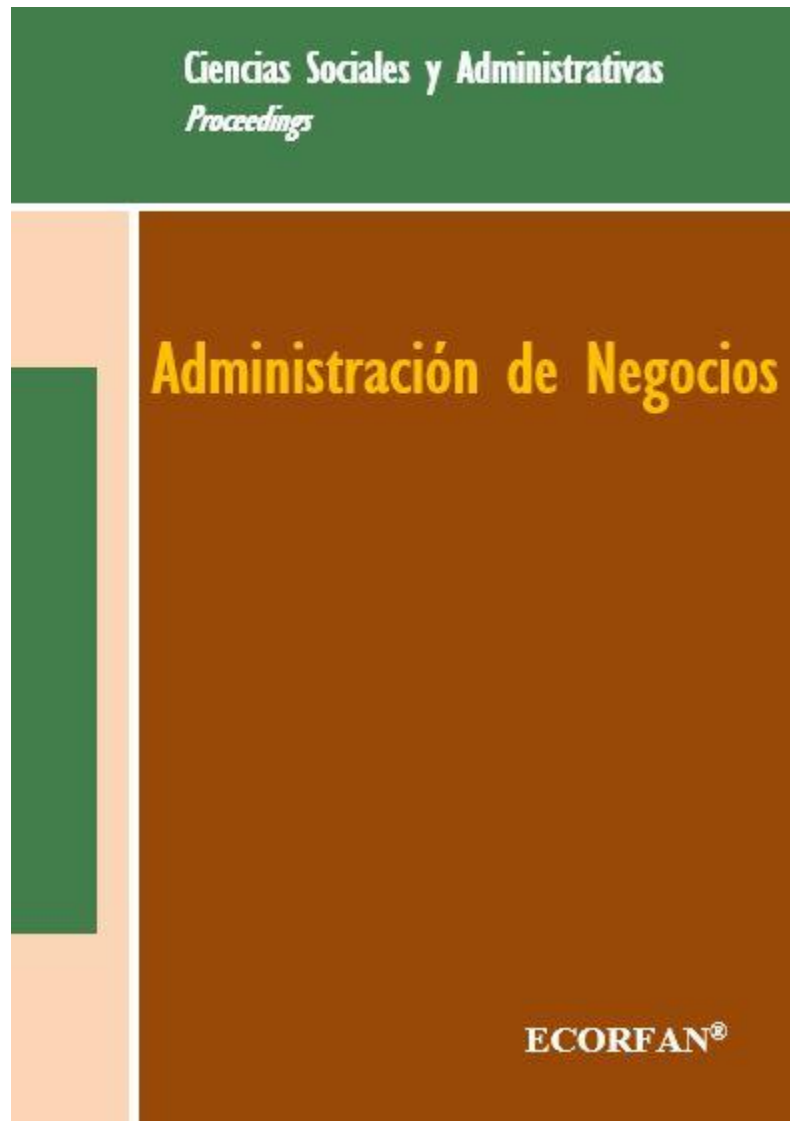 Ciencias Sociales y Administrativas
Proceedings
Administración de Negocios
ECORFAN®